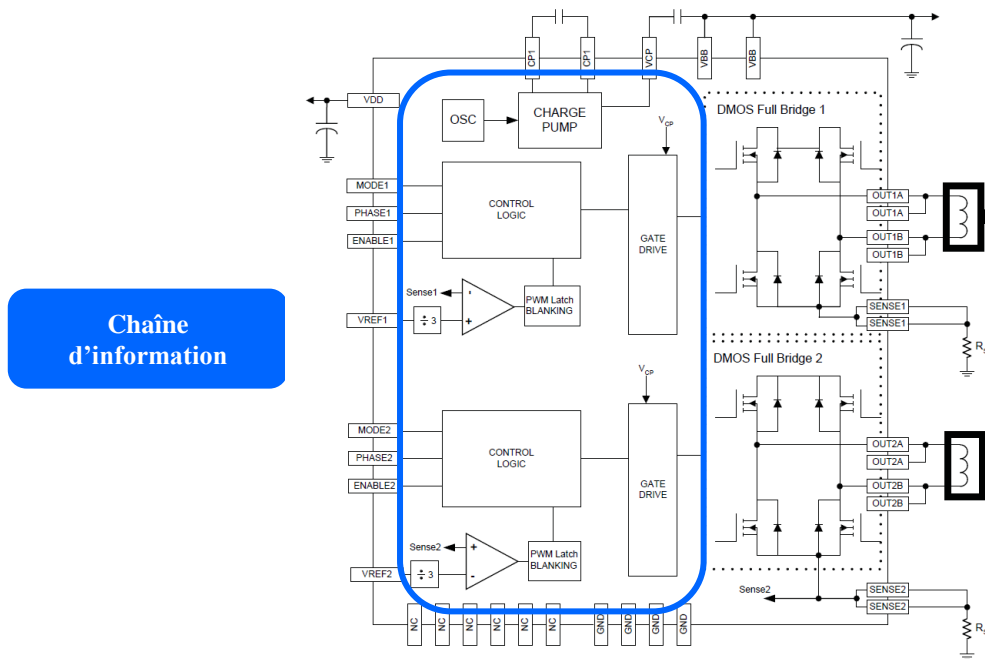 CP1
CP1
VCP
VBB
VBB
VDD
OSC
CHARGE
PUMP
DMOS Full Bridge 1
VCP
MODE1
PHASE1
ENABLE1
CONTROL
LOGIC
GATE
DRIVE
OUT1A
OUT1A
OUT1B
OUT1B
Sense1
-
+
PWM Latch
BLANKING
VREF1
÷ 3
SENSE1
SENSE1
Chaîne
d'information
DMOS Full Bridge 2
VCP
MODE2
PHASE2
ENABLE2
CONTROL
LOGIC
GATE
DRIVE
OUT2A
OUT2A
OUT2B
OUT2B
Sense2
+
-
PWM Latch
BLANKING
VREF2
÷ 3
Sense2
SENSE2
SENSE2
NC
NC
NC
NC
NC
NC
GND
GND
GND
GND